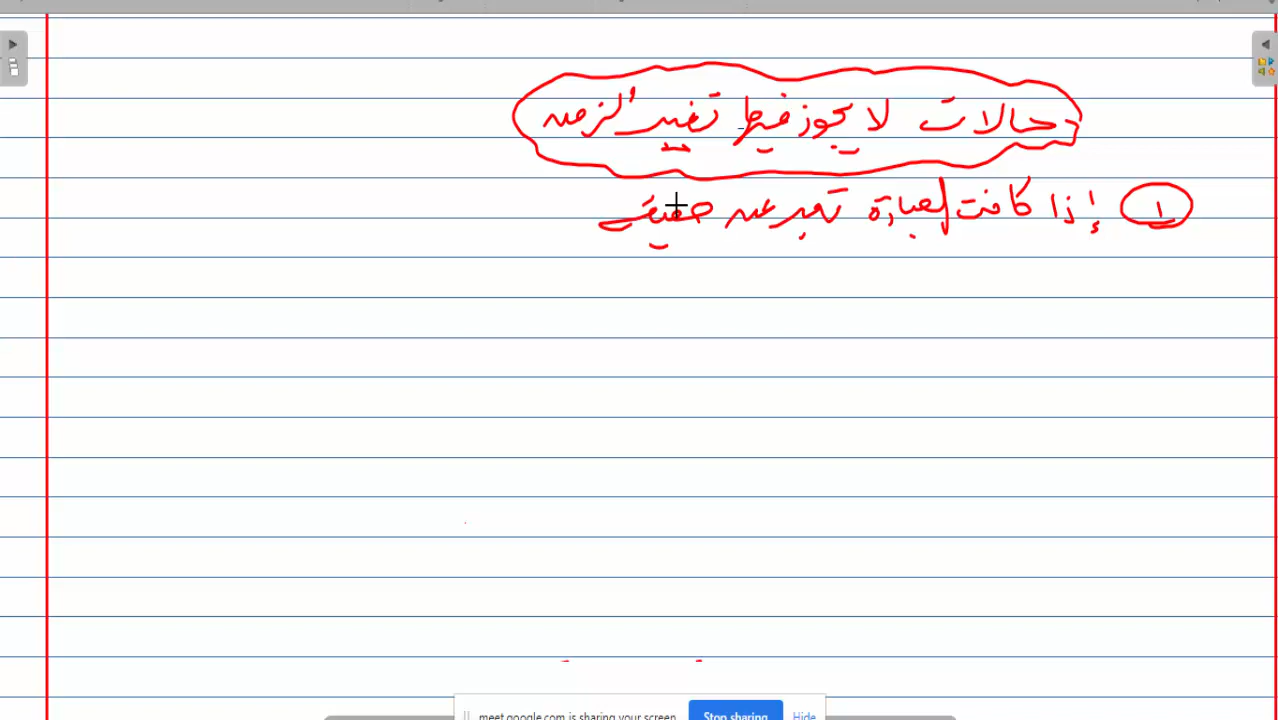 حالات لا يجوز فيها تغيير الزمن
١ إذا كانت العبارة تعبر عن حقيقة
meet.google.com is sharing your screen. Stop sharing Hide